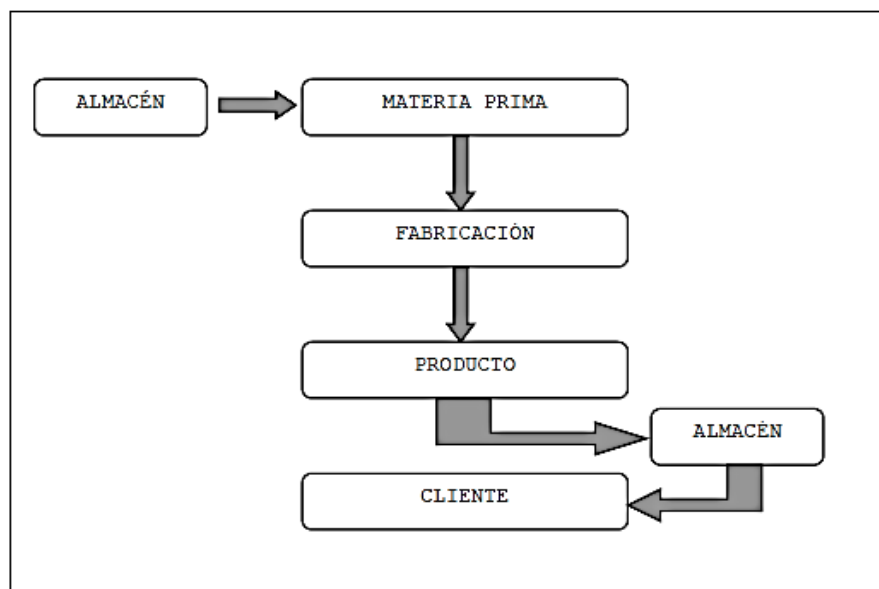 ALMACÉN
MATERIA PRIMA
FABRICACIÓN
PRODUCTO
ALMACÉN
CLIENTE